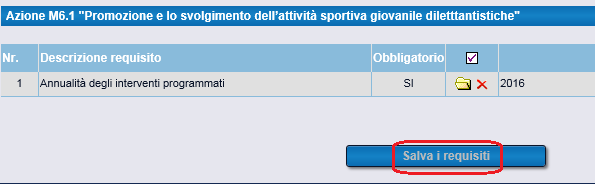 Azione M6.1 "Promozione e lo svolgimento dell'attività sportiva giovanile diletttantistiche"
Nr. Descrizione requisito Obbligatorio
1 Annualità degli interventi programmati SI 2016
Salva i requisiti